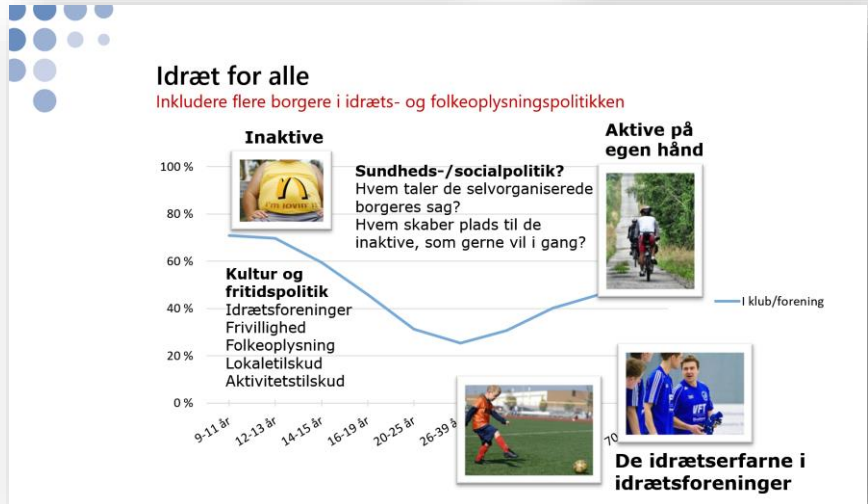 Idræt for alle
Inkludere flere borgere i idræts- og folkeoplysningspolitikken
Inaktive
Aktive på
egen hånd
Sundheds-/socialpolitik?
Hvem taler de selvorganiserede
borgeres sag?
Hvem skaber plads til de
inaktive, som gerne vil i gang?
Kultur og
fritidspolitik
Idrætsforeninger
Frivillighed
Folkeoplysning
Lokaletilskud
Aktivitetstilskud
100 %
80 %
60 %
40 %
20 %
0 %
9-11 år
12-13 år
14-15 år
16-19 år
20-25 år
26-39
70
I klub/forening
VFT
De idrætserfarne i
idrætsforeninger